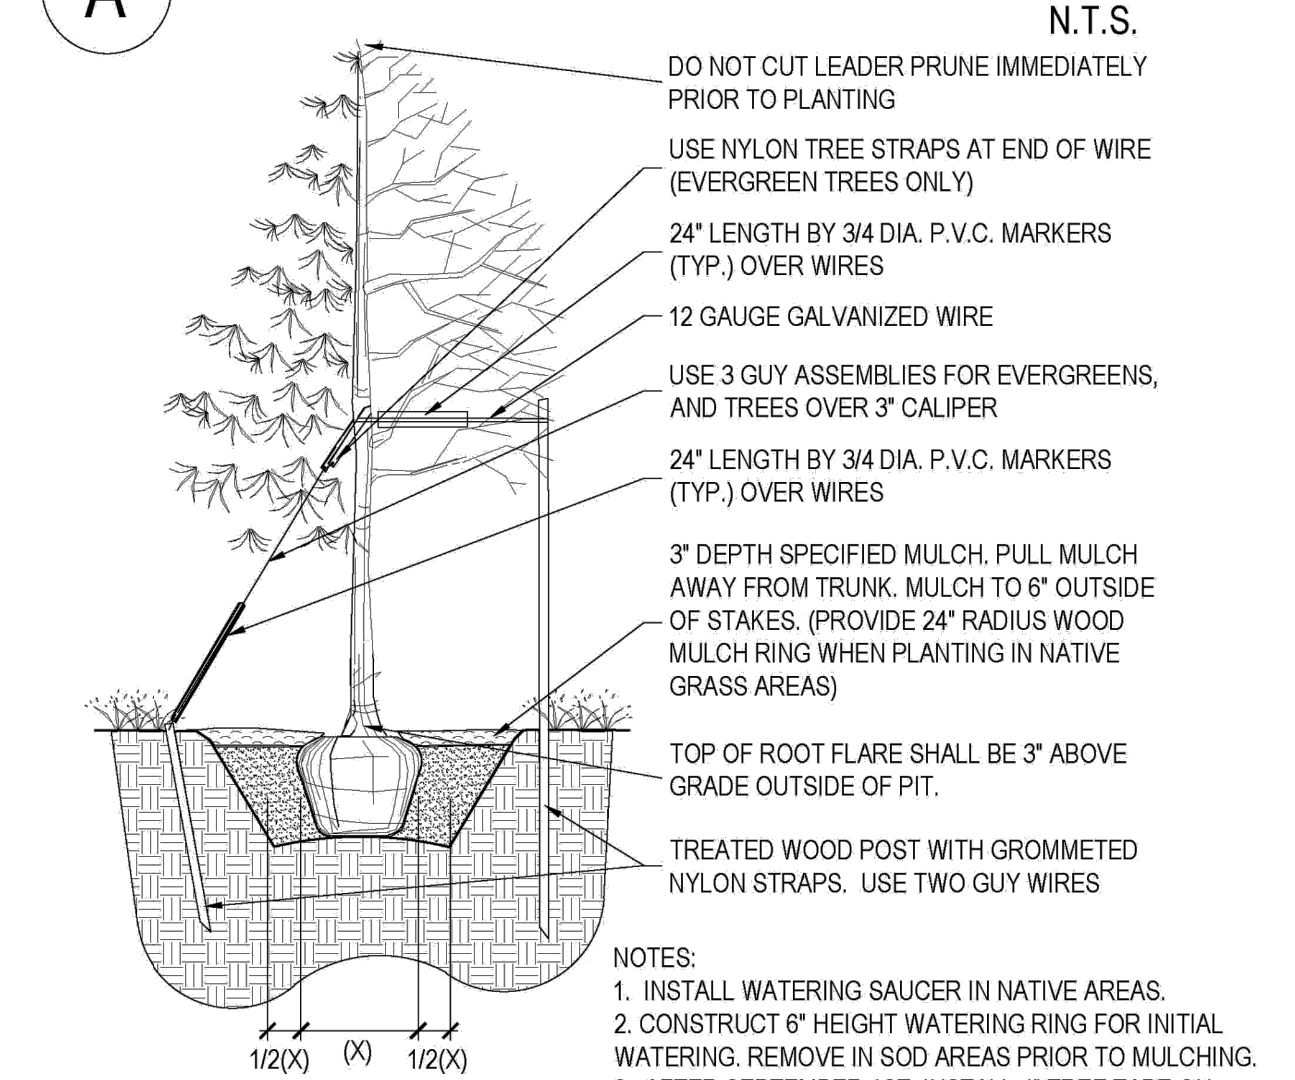 A
N.T.S.
DO NOT CUT LEADER PRUNE IMMEDIATELY
PRIOR TO PLANTING
USE NYLON TREE STRAPS AT END OF WIRE
(EVERGREEN TREES ONLY)
24" LENGTH BY 3/4 DIA. P.V.C. MARKERS
(TYP.) OVER WIRES
12 GAUGE GALVANIZED WIRE
USE 3 GUY ASSEMBLIES FOR EVERGREENS,
AND TREES OVER 3" CALIPER
24" LENGTH BY 3/4 DIA. P.V.C. MARKERS
(TYP.) OVER WIRES
3" DEPTH SPECIFIED MULCH. PULL MULCH
AWAY FROM TRUNK. MULCH TO 6" OUTSIDE
OF STAKES. (PROVIDE 24" RADIUS WOOD
MULCH RING WHEN PLANTING IN NATIVE
GRASS AREAS)
TOP OF ROOT FLARE SHALL BE 3" ABOVE
GRADE OUTSIDE OF PIT.
TREATED WOOD POST WITH GROMMETED
NYLON STRAPS. USE TWO GUY WIRES
NOTES:
1. INSTALL WATERING SAUCER IN NATIVE AREAS.
2. CONSTRUCT 6" HEIGHT WATERING RING FOR INITIAL
WATERING. REMOVE IN SOD AREAS PRIOR TO MULCHING.
1/2(X) (X) 1/2(X)